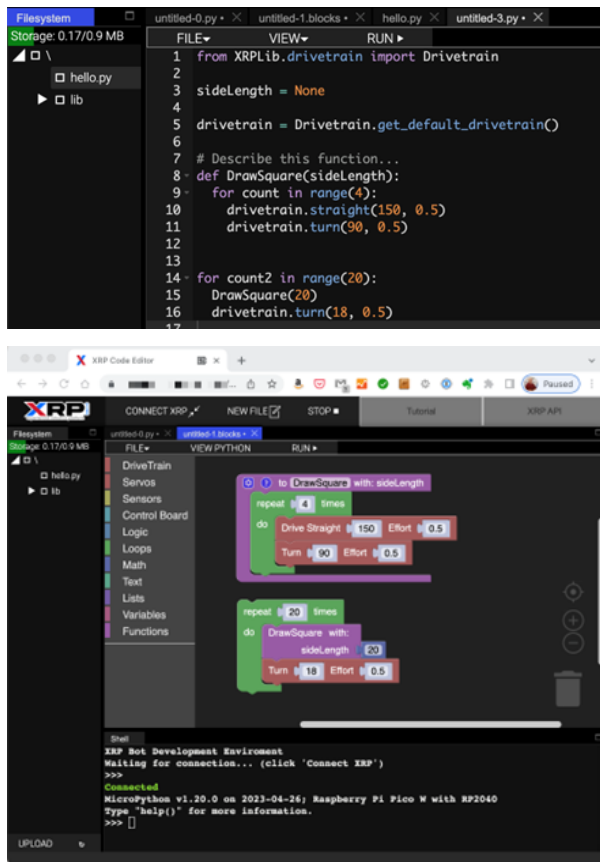 Filesystem
untitled-0.py • × untitled-1.blocks • × hello.py × untitled-3.py • ×
Storage: 0.17/0.9 MB
FILE▾ VIEW▾ RUN ▸
\
hello.py
lib
1 from XRPLib.drivetrain import Drivetrain
2
3 sideLength = None
4
5 drivetrain = Drivetrain.get_default_drivetrain()
6
7 # Describe this function...
8 def DrawSquare(sideLength):
9 for count in range(4):
10 drivetrain.straight(150, 0.5)
11 drivetrain.turn(90, 0.5)
12
13
14 for count2 in range(20):
15 DrawSquare(20)
16 drivetrain.turn(18, 0.5)
17
XRP Code Editor
Paused
XRP
CONNECT XRP NEW FILE STOP ■ Tutorial XRP API
Filesystem
untitled-0.py • × untitled-1.blocks • ×
Storage: 0.17/0.9 MB
FILE▾ VIEW PYTHON RUN ▸
\
hello.py
lib
DriveTrain
Servos
Sensors
Control Board
Logic
Loops
Math
Text
Lists
Variables
Functions
to DrawSquare with: sideLength
repeat 4 times
do Drive Straight 150 Effort 0.5
Turn 90 Effort 0.5
repeat 20 times
do DrawSquare with:
sideLength 20
Turn 18 Effort 0.5
Shell
XRP Bot Development Enviroment
Waiting for connection... (click 'Connect XRP')
>>>
Connected
MicroPython v1.20.0 on 2023-04-26; Raspberry Pi Pico W with RP2040
Type "help()" for more information.
>>>
UPLOAD